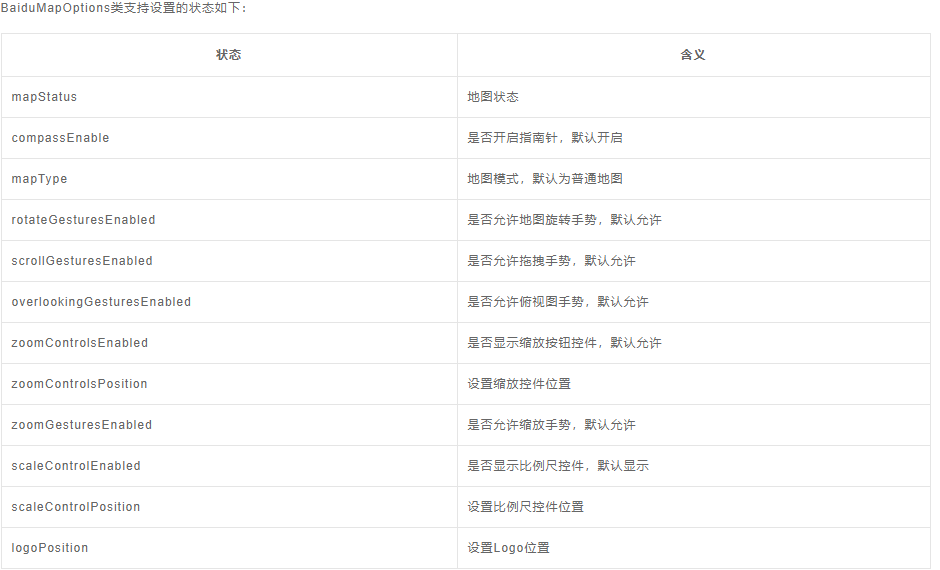 BaiduMapOptions类支持设置的状态如下：
状态 含义
mapStatus 地图状态
compassEnable 是否开启指南针，默认开启
mapType 地图模式，默认为普通地图
rotateGesturesEnabled 是否允许地图旋转手势，默认允许
scrollGesturesEnabled 是否允许拖拽手势，默认允许
overlookingGesturesEnabled 是否允许俯视图手势，默认允许
zoomControlsEnabled 是否显示缩放按钮控件，默认允许
zoomControlsPosition 设置缩放控件位置
zoomGesturesEnabled 是否允许缩放手势，默认允许
scaleControlEnabled 是否显示比例尺控件，默认显示
scaleControlPosition 设置比例尺控件位置
logoPosition 设置Logo位置